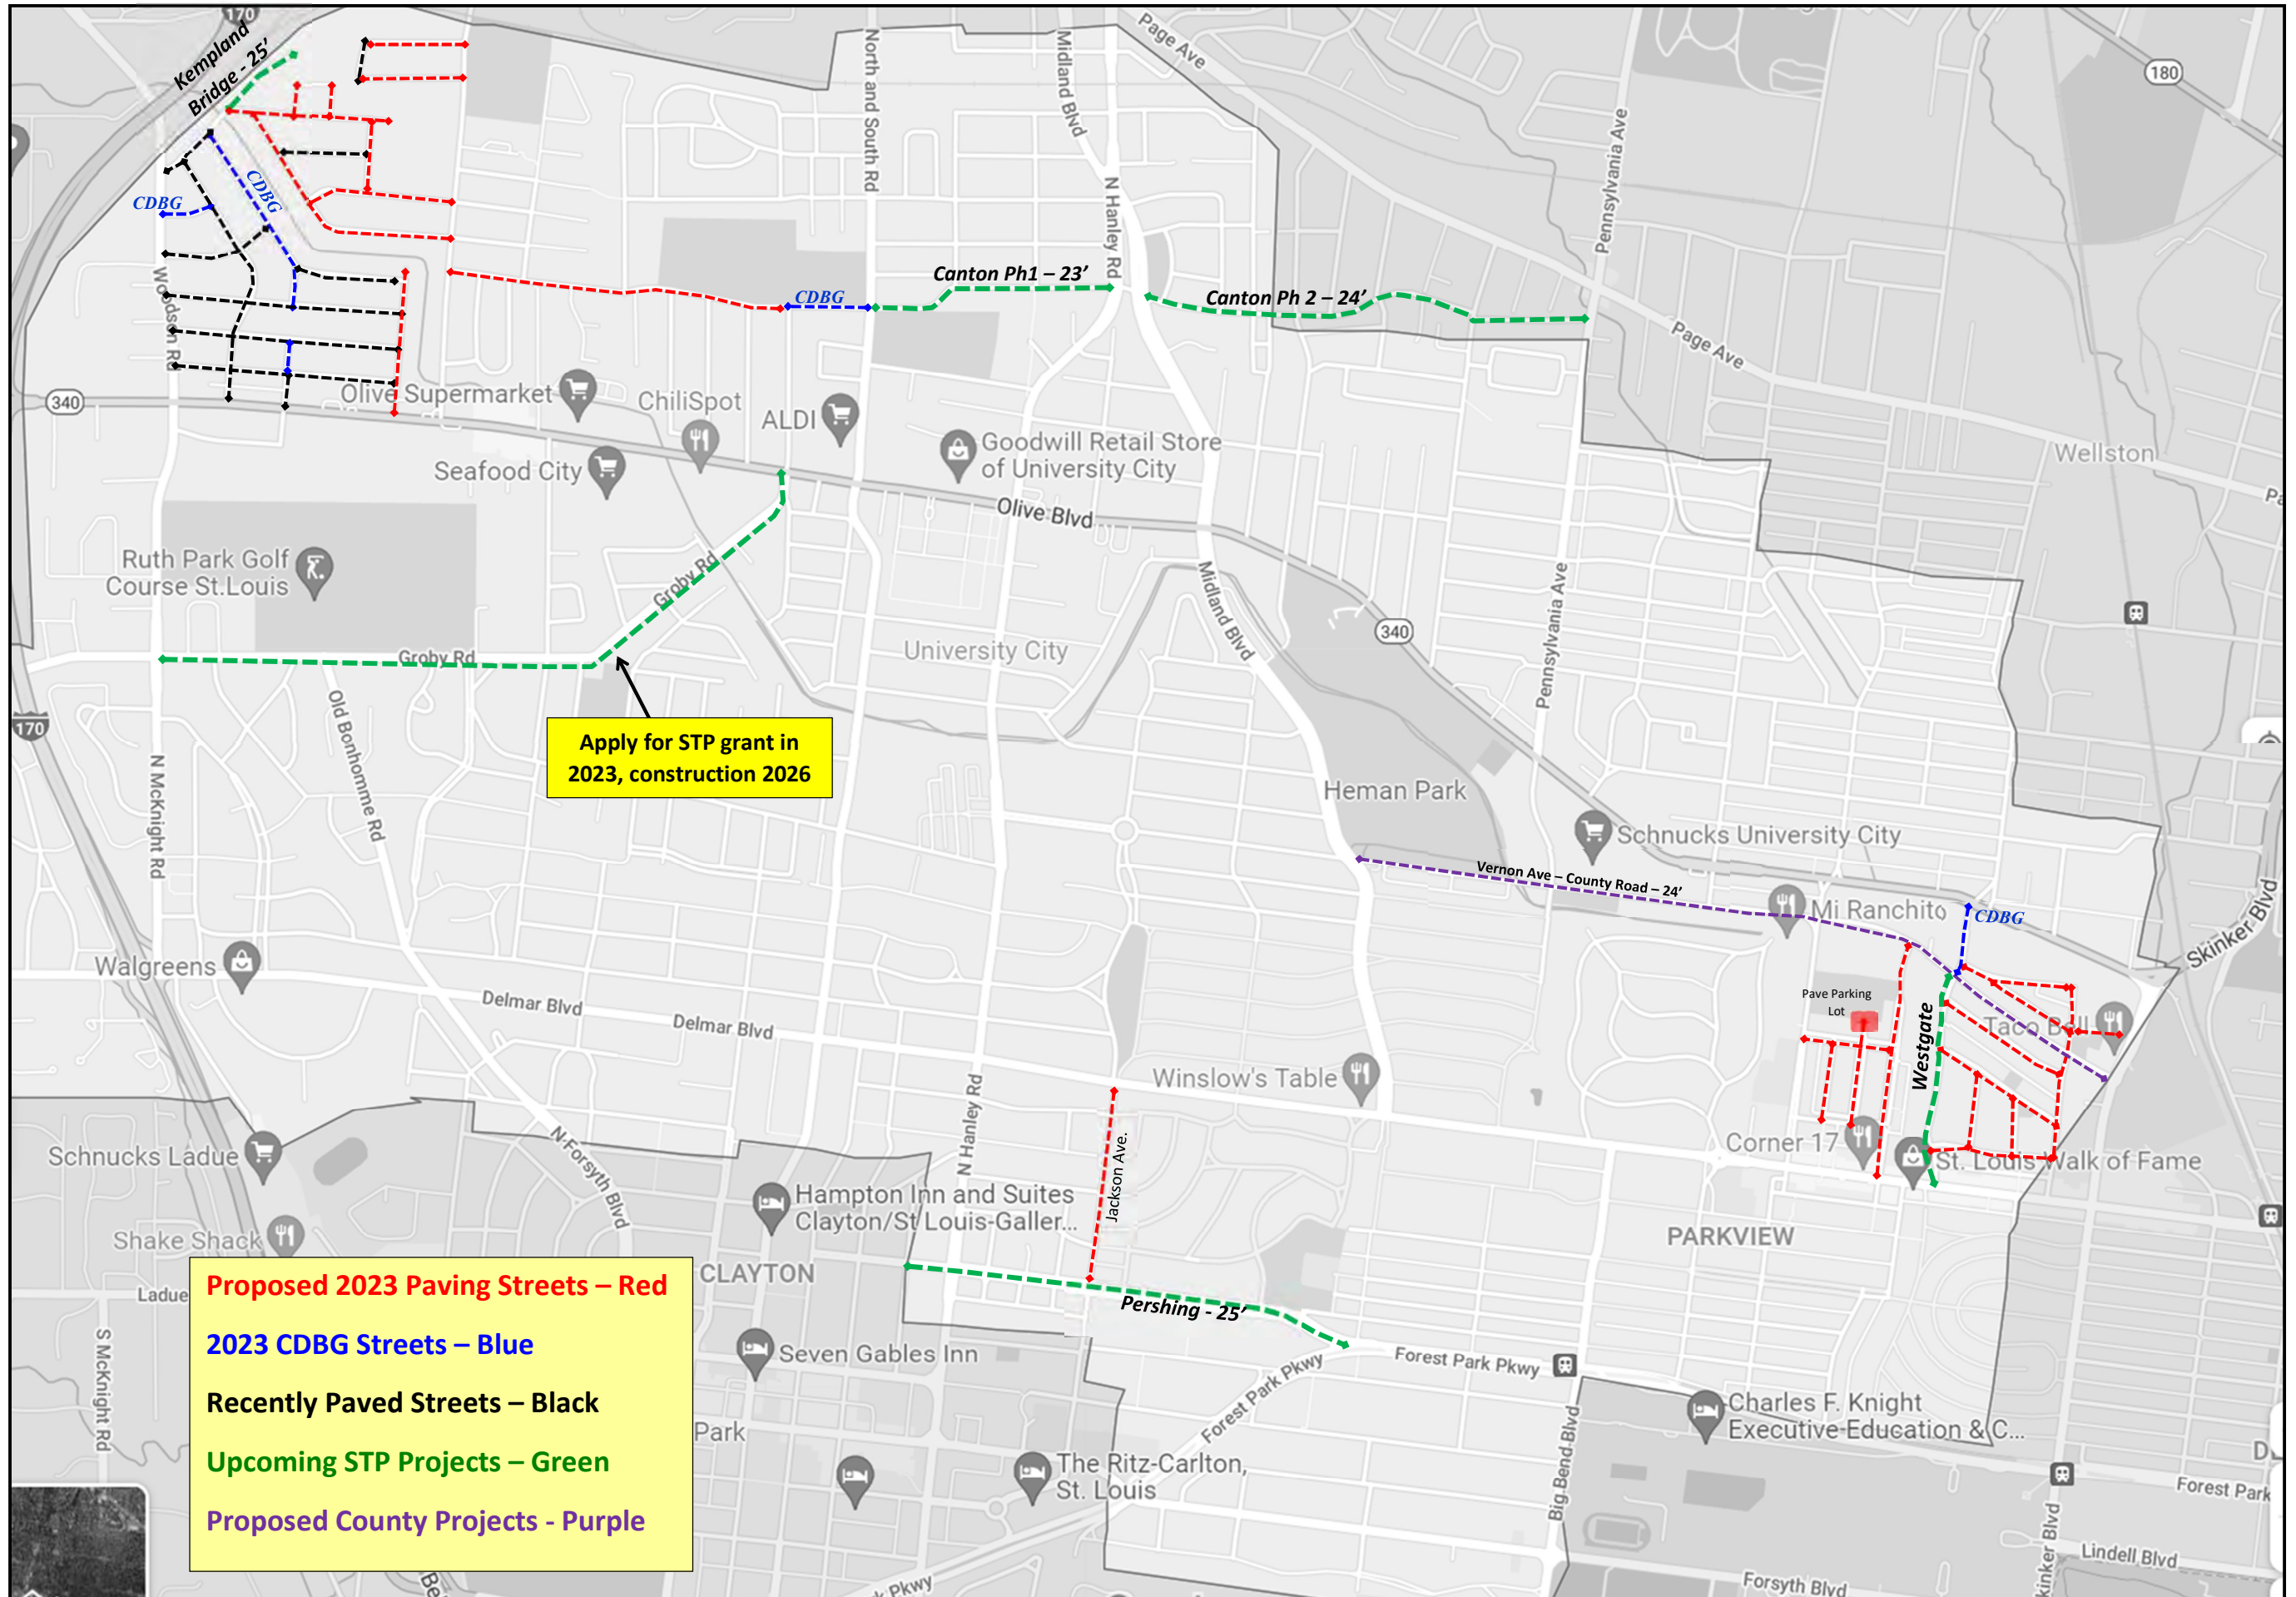 170
Kempland
Bridge - 25'
North and South Rd
Midland Blvd
Page Ave
180
Pennsylvania Ave
CDBG
CDBG
N Hanley Rd
Woodson Rd
Canton Ph1 – 23'
CDBG
Canton Ph 2 – 24'
Page Ave
340
Olive Supermarket
ChiliSpot
ALDI
Goodwill Retail Store
of University City
Wellston
Seafood City
Olive Blvd
Ruth Park Golf
Course St.Louis
Groby Rd
Midland Blvd
Pennsylvania Ave
340
University City
Groby Rd
170
Old Bonhomme Rd
Apply for STP grant in
2023, construction 2026
N McKnight Rd
Heman Park
Schnucks University City
Vernon Ave – County Road – 24'
Mi Ranchito
CDBG
Skinker Blvd
Walgreens
Delmar Blvd
Delmar Blvd
Pave Parking
Lot
Westgate
Taco Bell
Winslow's Table
N Hanley Rd
Jackson Ave.
Corner 17
St. Louis Walk of Fame
Schnucks Ladue
N Forsyth Blvd
Hampton Inn and Suites
Clayton/St Louis-Galler...
PARKVIEW
Shake Shack
CLAYTON
Ladue
Pershing - 25'
Proposed 2023 Paving Streets – Red
2023 CDBG Streets – Blue
Recently Paved Streets – Black
Upcoming STP Projects – Green
Proposed County Projects - Purple
S McKnight Rd
Seven Gables Inn
Forest Park Pkwy
Forest Park Pkwy
Charles F. Knight
Executive Education & C...
Park
The Ritz-Carlton,
St. Louis
Big Bend Blvd
Forest Park
Skinker Blvd
Lindell Blvd
Forsyth Blvd
Pkwy